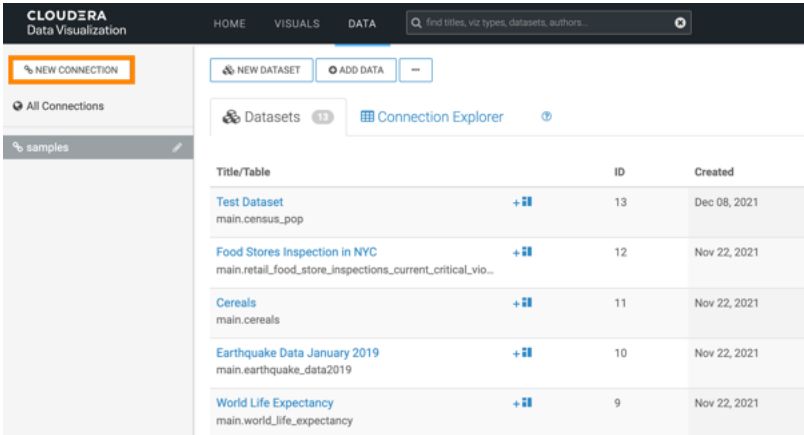 CLOUDERA
Data Visualization
HOME VISUALS DATA find titles, viz types, datasets, authors...
NEW CONNECTION
All Connections
samples
NEW DATASET ADD DATA ...
Datasets 13 Connection Explorer ?
Title/Table ID Created
Test Dataset 13 Dec 08, 2021
main.census_pop
Food Stores Inspection in NYC 12 Nov 22, 2021
main.retail_food_store_inspections_current_critical_vio...
Cereals 11 Nov 22, 2021
main.cereals
Earthquake Data January 2019 10 Nov 22, 2021
main.earthquake_data2019
World Life Expectancy 9 Nov 22, 2021
main.world_life_expectancy